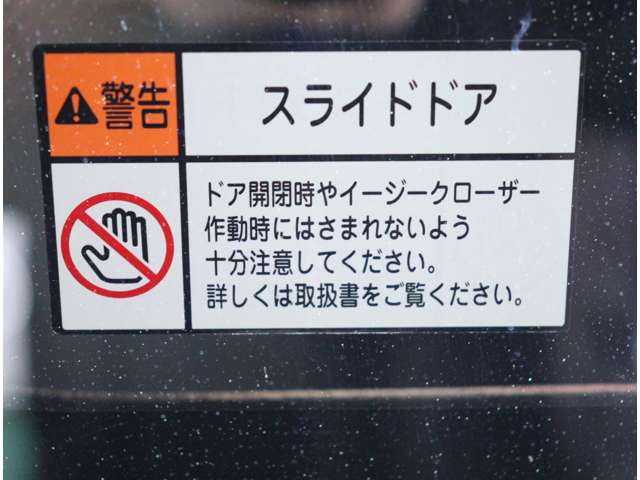 警告
スライドドア
ドア開閉時やイージークローザー
作動時にはさまれないよう
十分注意してください。
詳しくは取扱書をご覧ください。